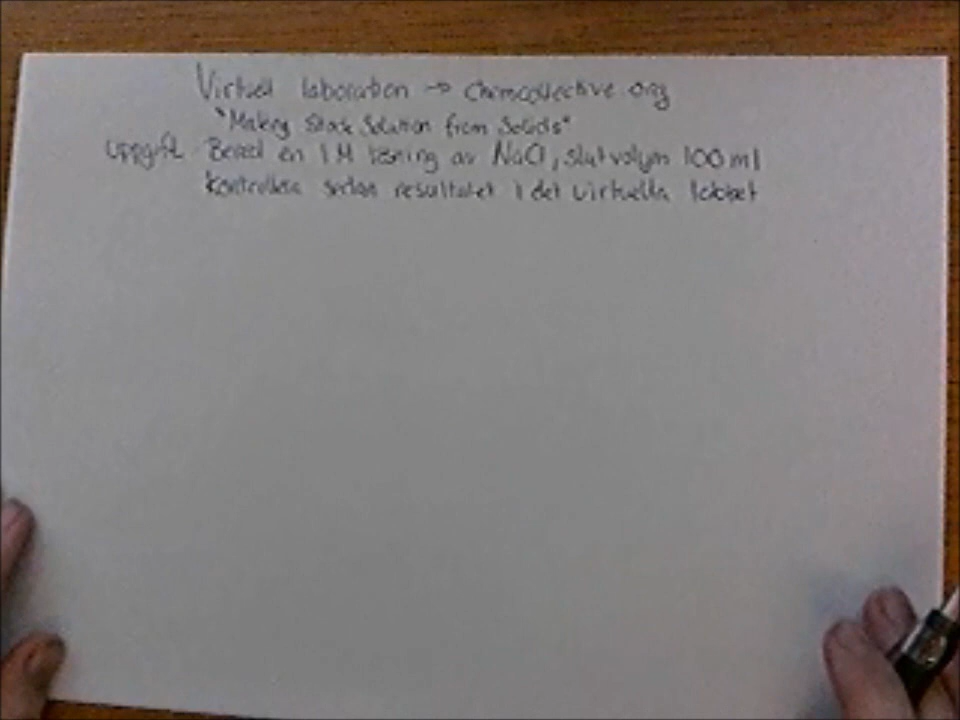 Virtuell laboration → chemcollective.org
"Making Stock Solution from Solids"
Uppgift Bered en 1 M lösning av NaCl, slutvolym 100 ml
Kontrollera sedan resultatet i det virtuella labbet